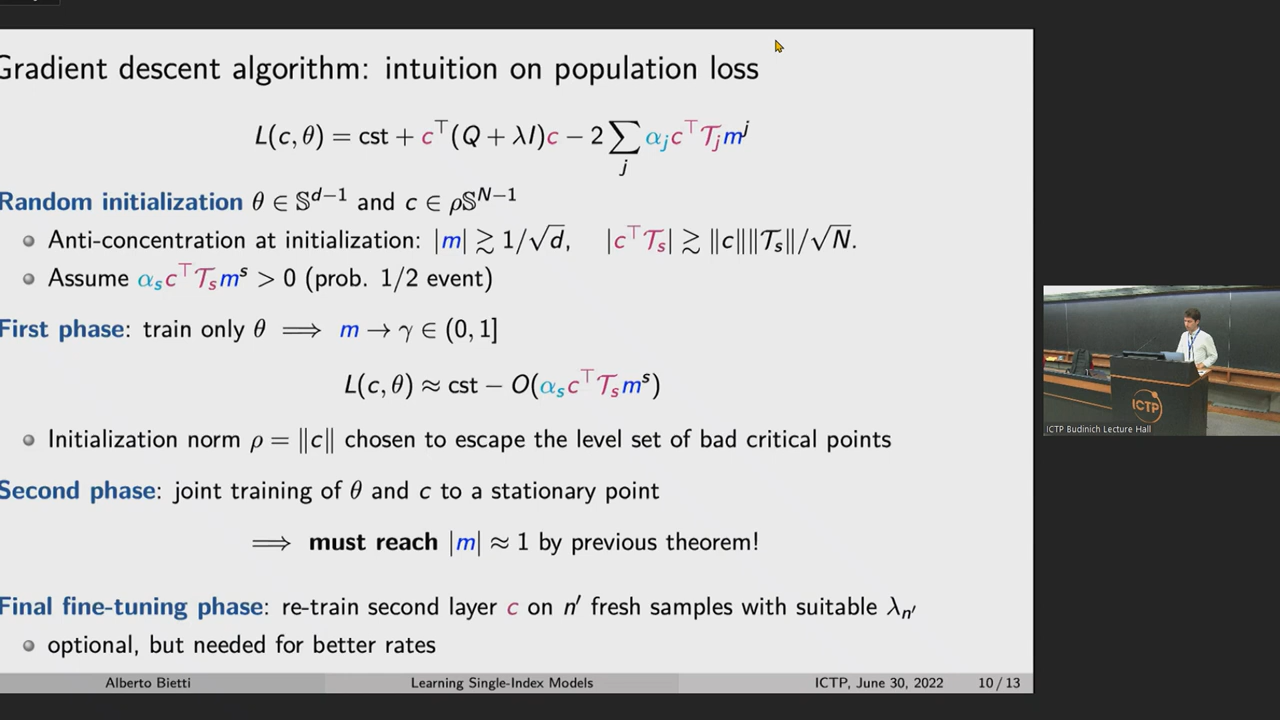 Gradient descent algorithm: intuition on population loss
L(c, θ) = cst + c⊤(Q + λI)c − 2 ∑_j α_j c⊤𝒯_j m^j
Random initialization θ ∈ 𝕊^{d−1} and c ∈ ρ𝕊^{N−1}
Anti-concentration at initialization: |m| ≳ 1/√d, |c⊤𝒯_s| ≳ ‖c‖‖𝒯_s‖/√N.
Assume α_s c⊤𝒯_s m^s > 0 (prob. 1/2 event)
First phase: train only θ ⟹ m → γ ∈ (0, 1]
L(c, θ) ≈ cst − O(α_s c⊤𝒯_s m^s)
Initialization norm ρ = ‖c‖ chosen to escape the level set of bad critical points
Second phase: joint training of θ and c to a stationary point
⟹ must reach |m| ≈ 1 by previous theorem!
Final fine-tuning phase: re-train second layer c on n′ fresh samples with suitable λ_{n′}
optional, but needed for better rates
Alberto Bietti Learning Single-Index Models ICTP, June 30, 2022 10 / 13
ICTP
ICTP Budinich Lecture Hall